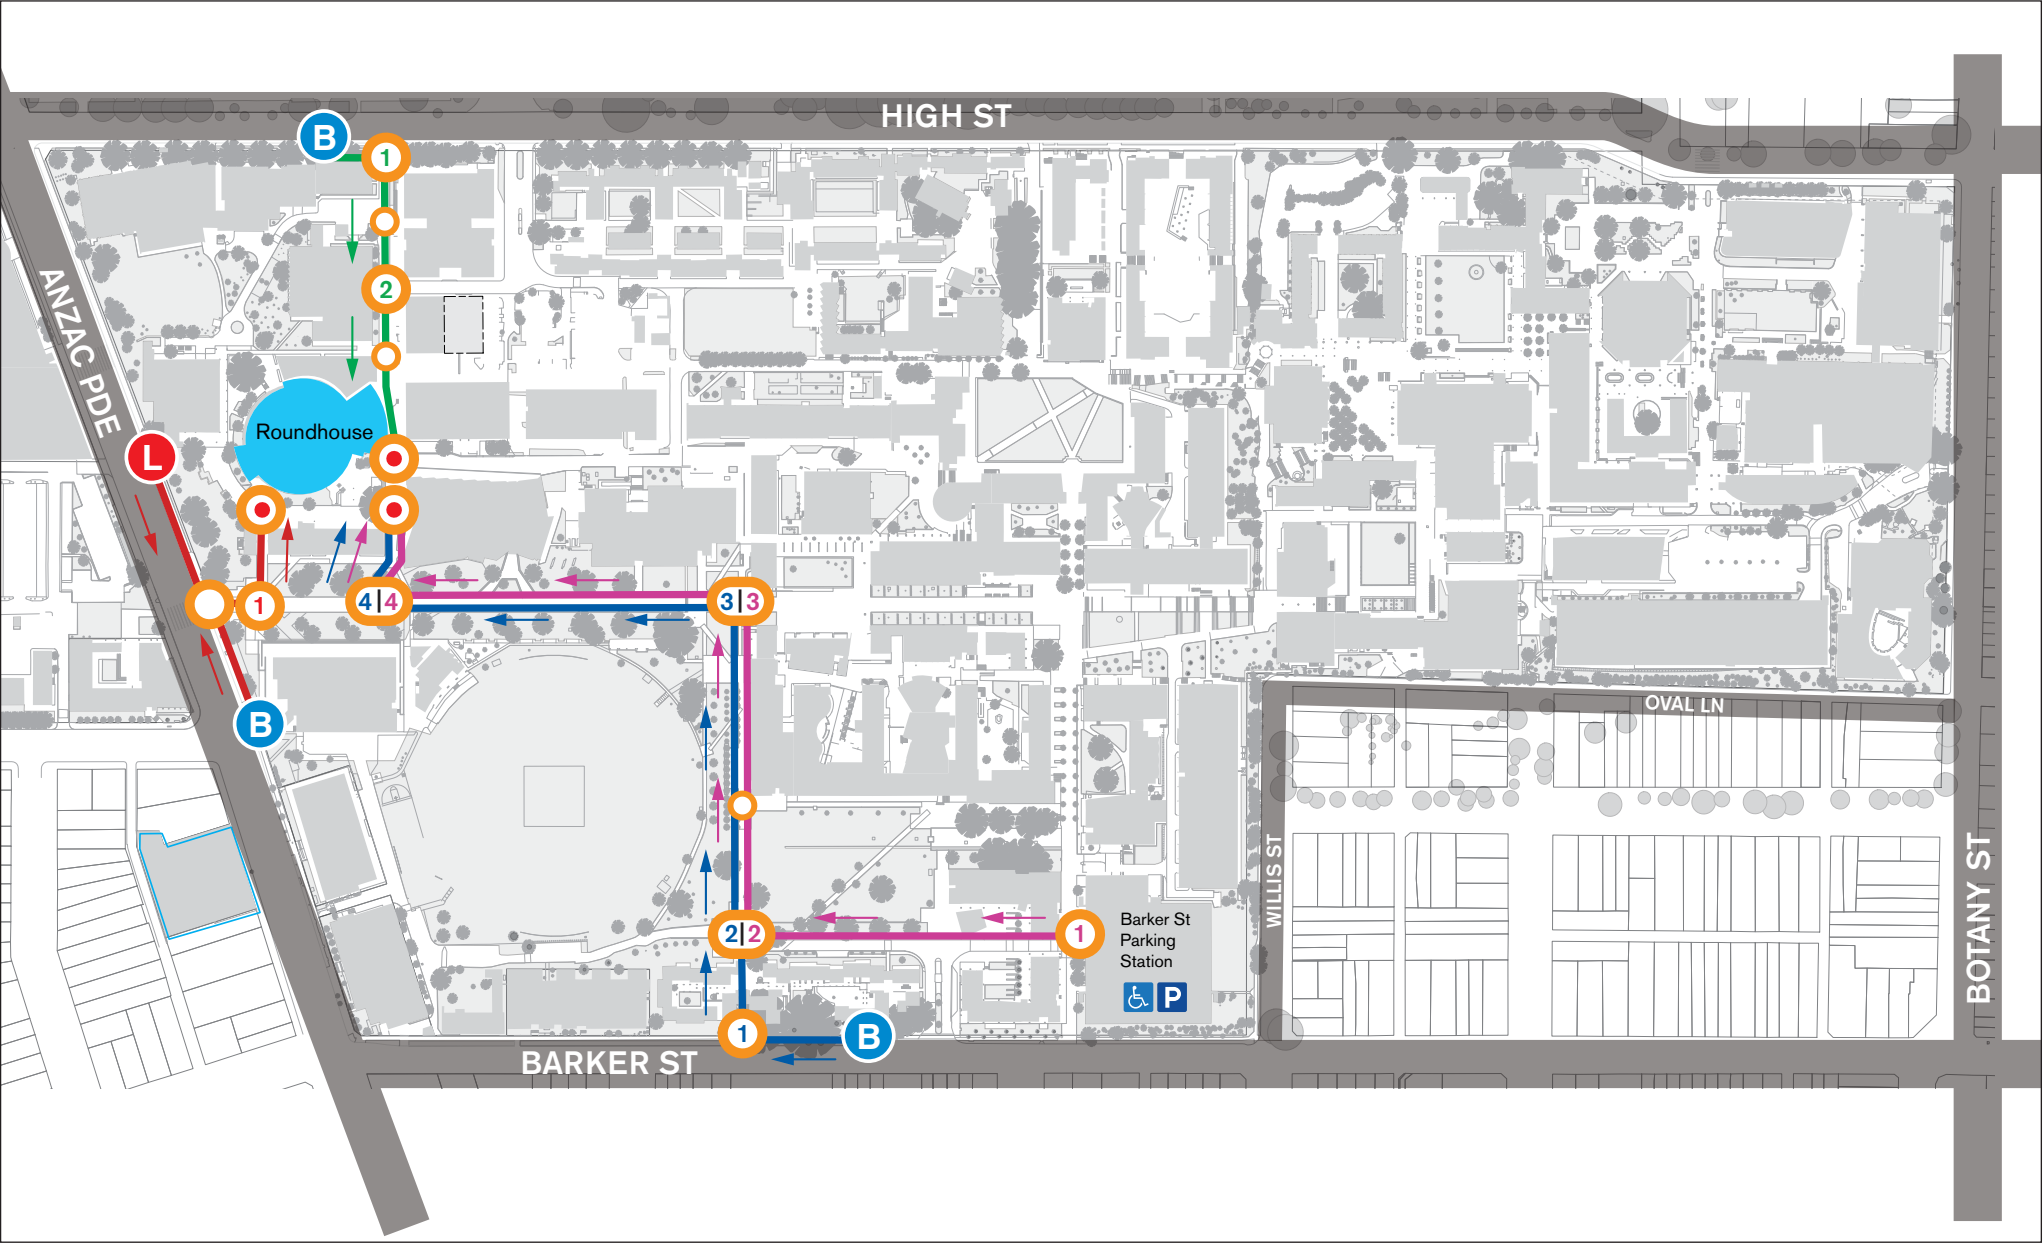 HIGH ST
B
1
2
ANZAC PDE
Roundhouse
L
1
4|4
3|3
B
OVAL LN
WILLIS ST
BOTANY ST
2|2
1
Barker St
Parking
Station
P
1
B
BARKER ST